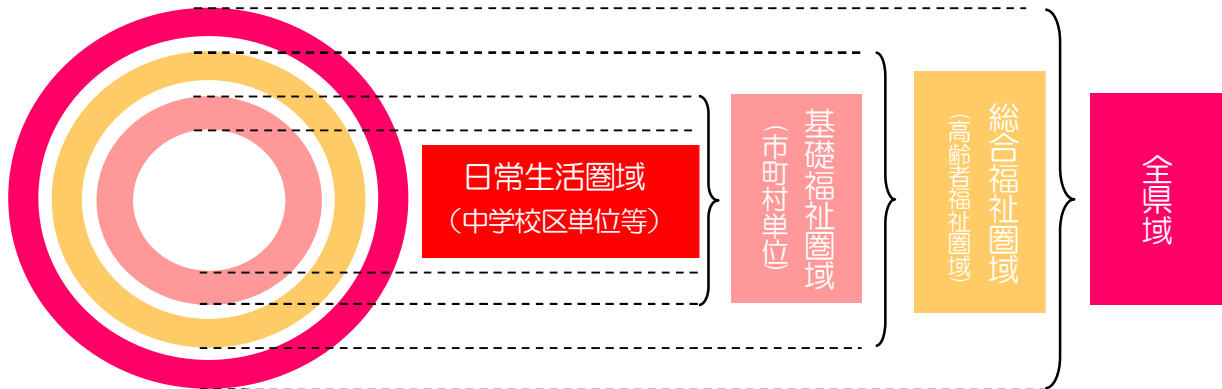 日常生活圏域
（中学校区単位等）
基礎福祉圏域
（市町村単位）
総合福祉圏域
（高齢者福祉圏域）
全県域